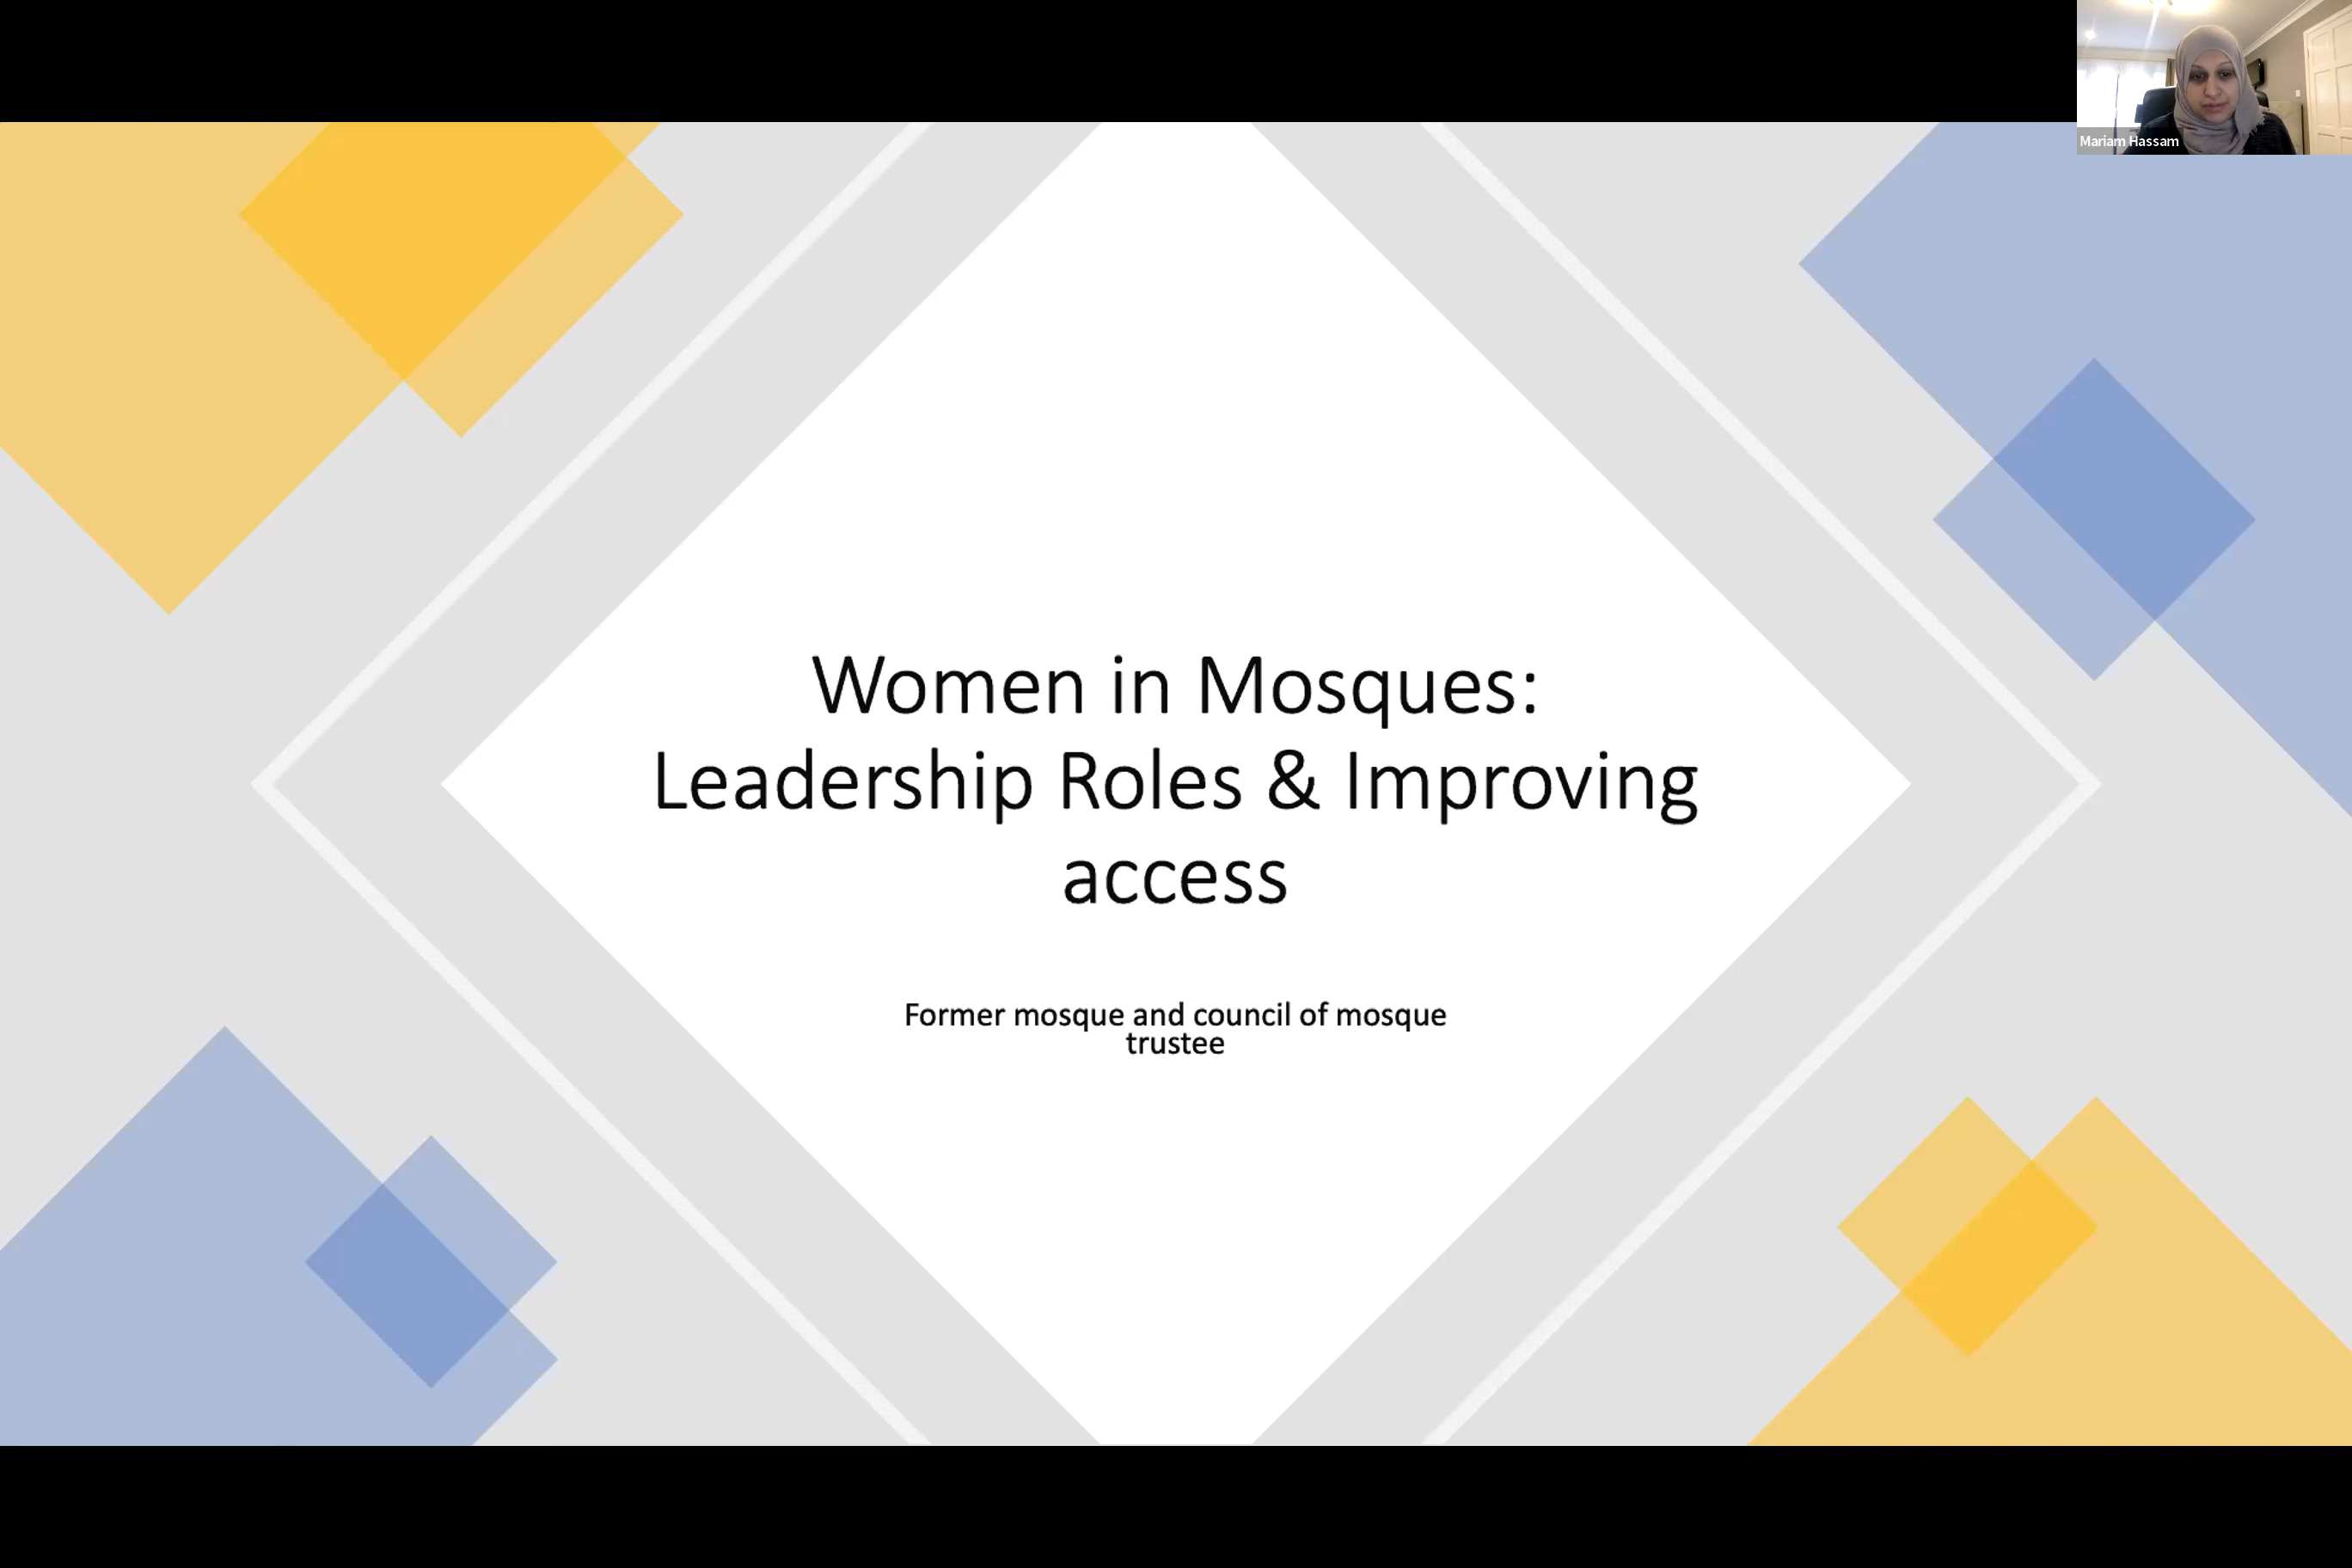 Mariam Hassam
Women in Mosques:
Leadership Roles & Improving
access
Former mosque and council of mosque
trustee